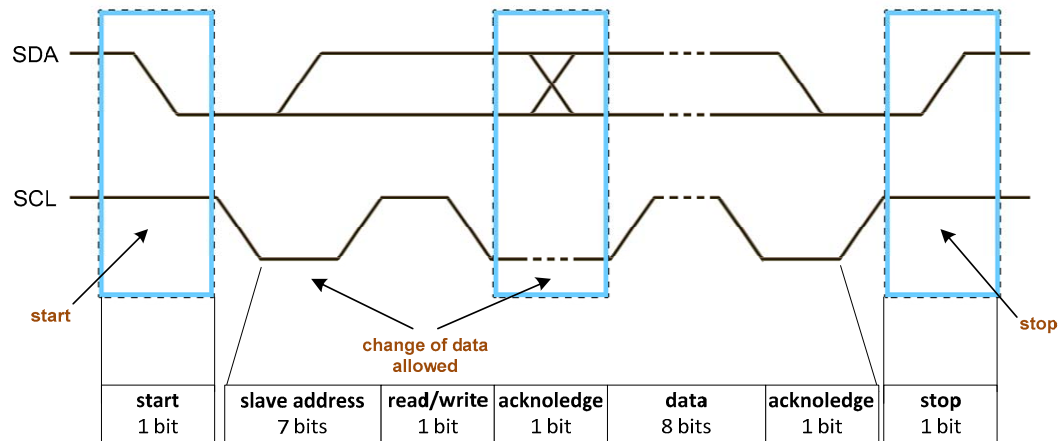 SDA
SCL
start
change of data
allowed
stop
start
1 bit
slave address
7 bits
read/write
1 bit
acknoledge
1 bit
data
8 bits
acknoledge
1 bit
stop
1 bit